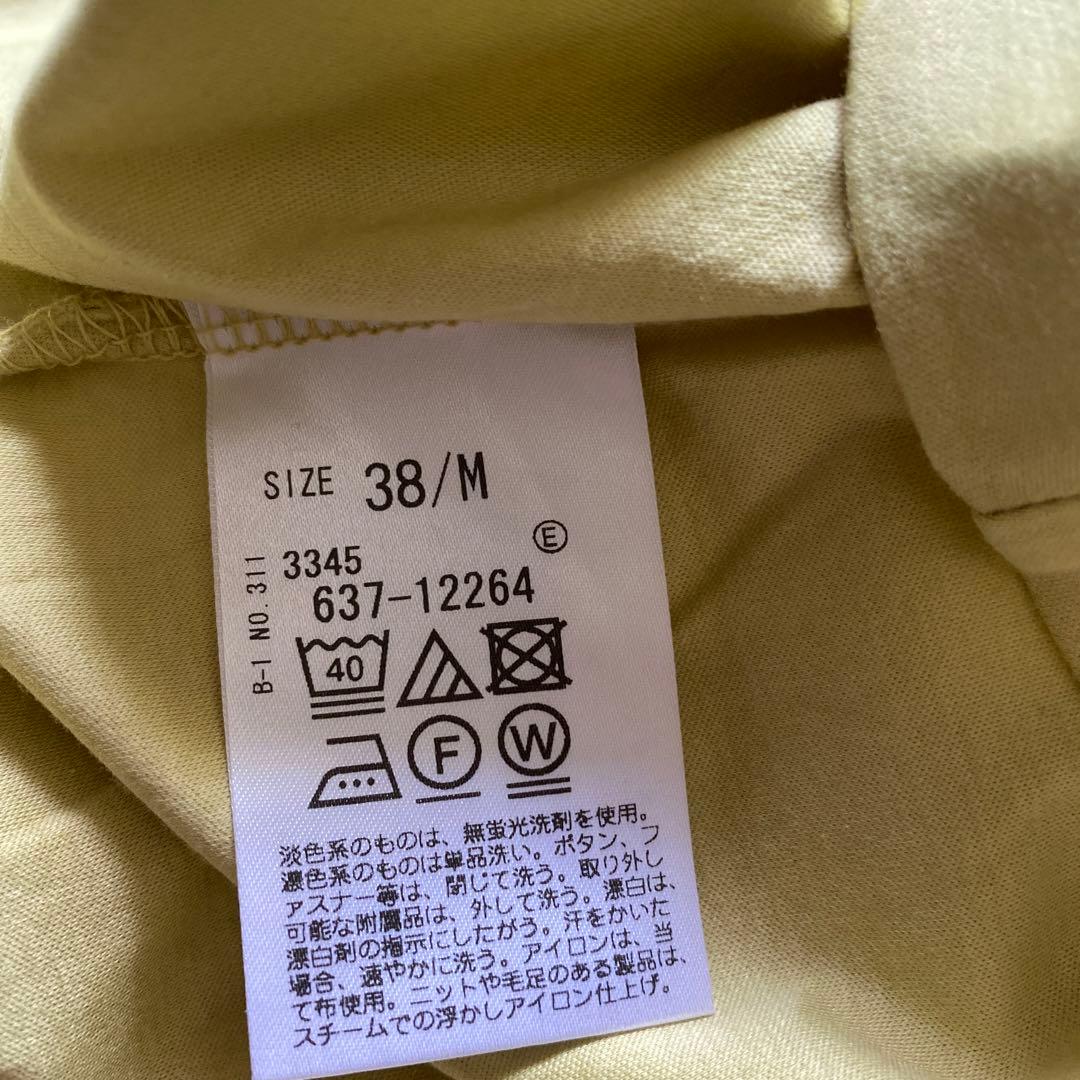 SIZE 38/M
E
B-1 NO.311
3345
637-12264
40
F W
淡色系のものは、無蛍光洗剤を使用。
濃色系のものは単品洗い。ボタン、フ
ァスナー等は、閉じて洗う。取り外し
可能な附属品は、外して洗う。漂白は、
漂白剤の指示にしたがう。汗をかいた
場合、速やかに洗う。アイロンは、当
て布使用。ニットや毛足のある製品は、
スチームでの浮かしアイロン仕上げ。